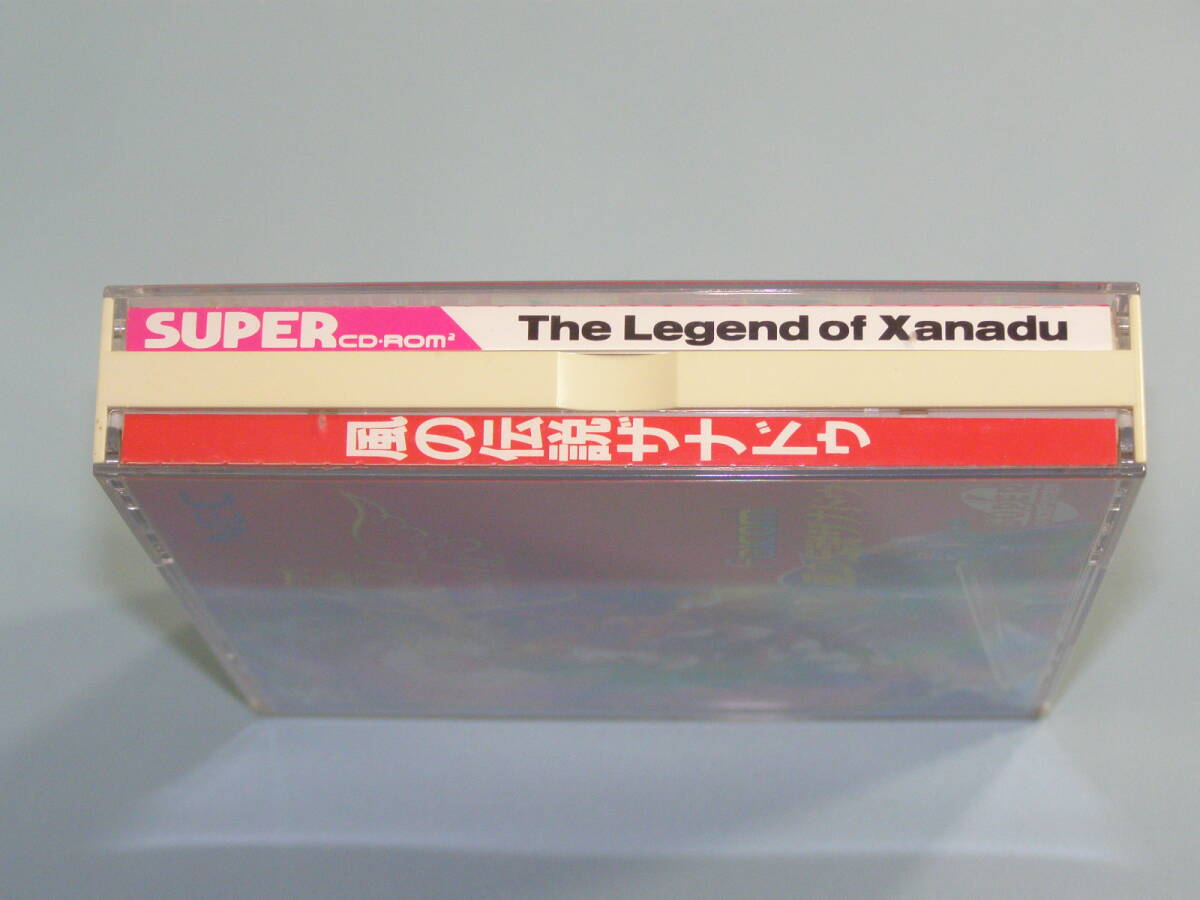 SUPER CD-ROM² The Legend of Xanadu
風の伝説ザナドゥ